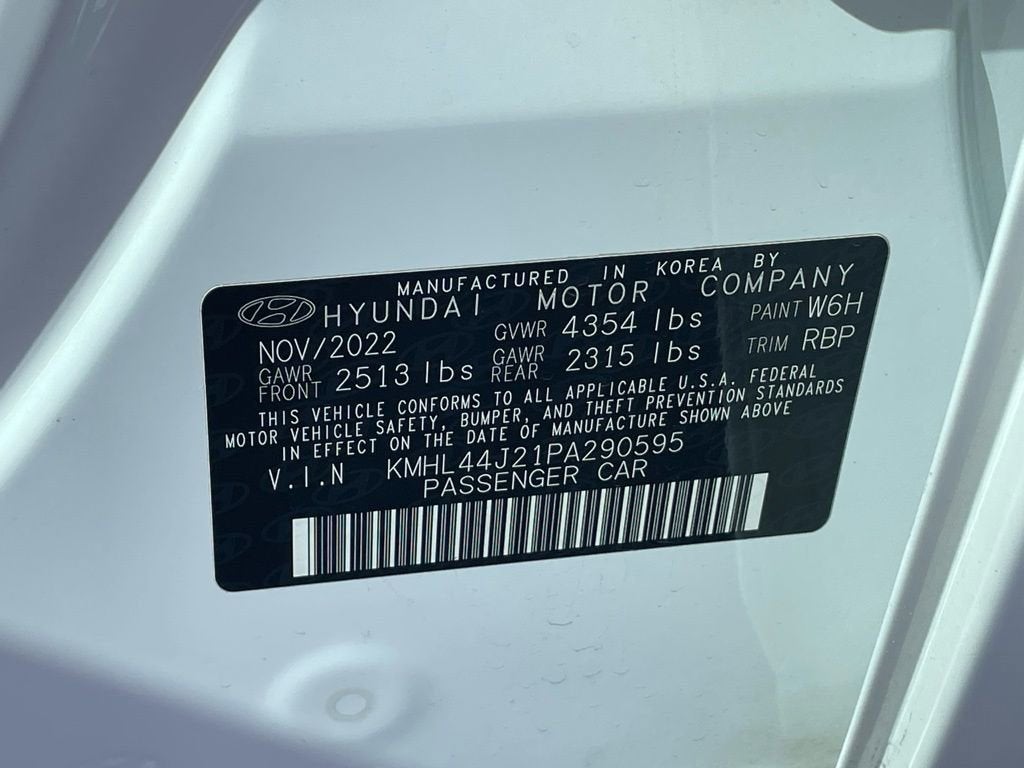 MANUFACTURED IN KOREA BY
HYUNDAI MOTOR COMPANY
NOV/2022 GVWR 4354 lbs PAINT W6H
GAWR FRONT 2513 lbs GAWR REAR 2315 lbs TRIM RBP
THIS VEHICLE CONFORMS TO ALL APPLICABLE U.S.A. FEDERAL
MOTOR VEHICLE SAFETY, BUMPER, AND THEFT PREVENTION STANDARDS
IN EFFECT ON THE DATE OF MANUFACTURE SHOWN ABOVE
V.I.N KMHL44J21PA290595
PASSENGER CAR